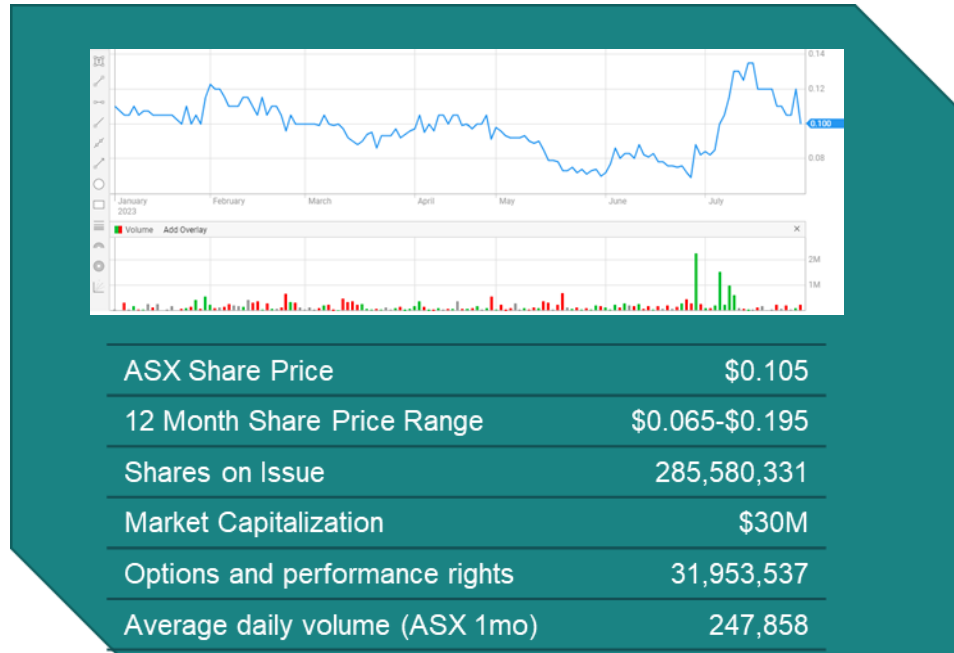 0.14
0.12
0.100
0.08
January February March April May June July
2023
Volume Add Overlay ×
2M
1M
ASX Share Price $0.105
12 Month Share Price Range $0.065-$0.195
Shares on Issue 285,580,331
Market Capitalization $30M
Options and performance rights 31,953,537
Average daily volume (ASX 1mo) 247,858